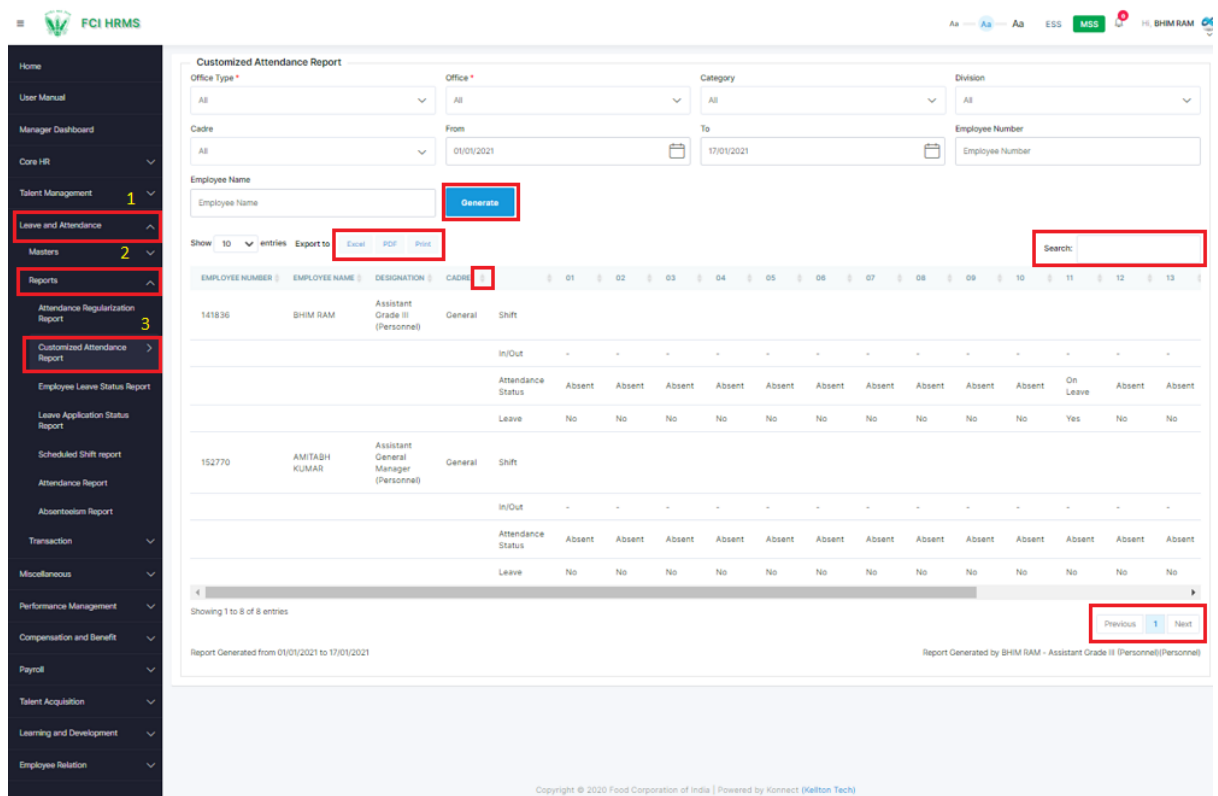 FCI HRMS
Aa Aa Aa ESS MSS 0 Hi, BHIM RAM
Home
User Manual
Manager Dashboard
Core HR
Talent Management
1
Leave and Attendance
Masters
2
Reports
Attendance Regularization
Report
3
Customized Attendance
Report
Employee Leave Status Report
Leave Application Status
Report
Scheduled Shift report
Attendance Report
Absenteeism Report
Transaction
Miscellaneous
Performance Management
Compensation and Benefit
Payroll
Talent Acquisition
Learning and Development
Employee Relation
Customized Attendance Report
Office Type * Office * Category Division
All All All All
Cadre From To Employee Number
All 01/01/2021 17/01/2021 Employee Number
Employee Name
Employee Name Generate
Show 10 entries Export to Excel PDF Print Search:
EMPLOYEE NUMBER EMPLOYEE NAME DESIGNATION CADRE 01 02 03 04 05 06 07 08 09 10 11 12 13
141836 BHIM RAM Assistant Grade III (Personnel) General Shift
In/Out - - - - - - - - - - - - -
Attendance Status Absent Absent Absent Absent Absent Absent Absent Absent Absent Absent On Leave Absent Absent
Leave No No No No No No No No No No Yes No No
152770 AMITABH KUMAR Assistant General Manager (Personnel) General Shift
In/Out - - - - - - - - - - - - -
Attendance Status Absent Absent Absent Absent Absent Absent Absent Absent Absent Absent Absent Absent Absent
Leave No No No No No No No No No No No No No
Showing 1 to 8 of 8 entries
Previous 1 Next
Report Generated from 01/01/2021 to 17/01/2021 Report Generated by BHIM RAM - Assistant Grade III (Personnel)(Personnel)
Copyright © 2020 Food Corporation of India | Powered by Konnect (Kellton Tech)